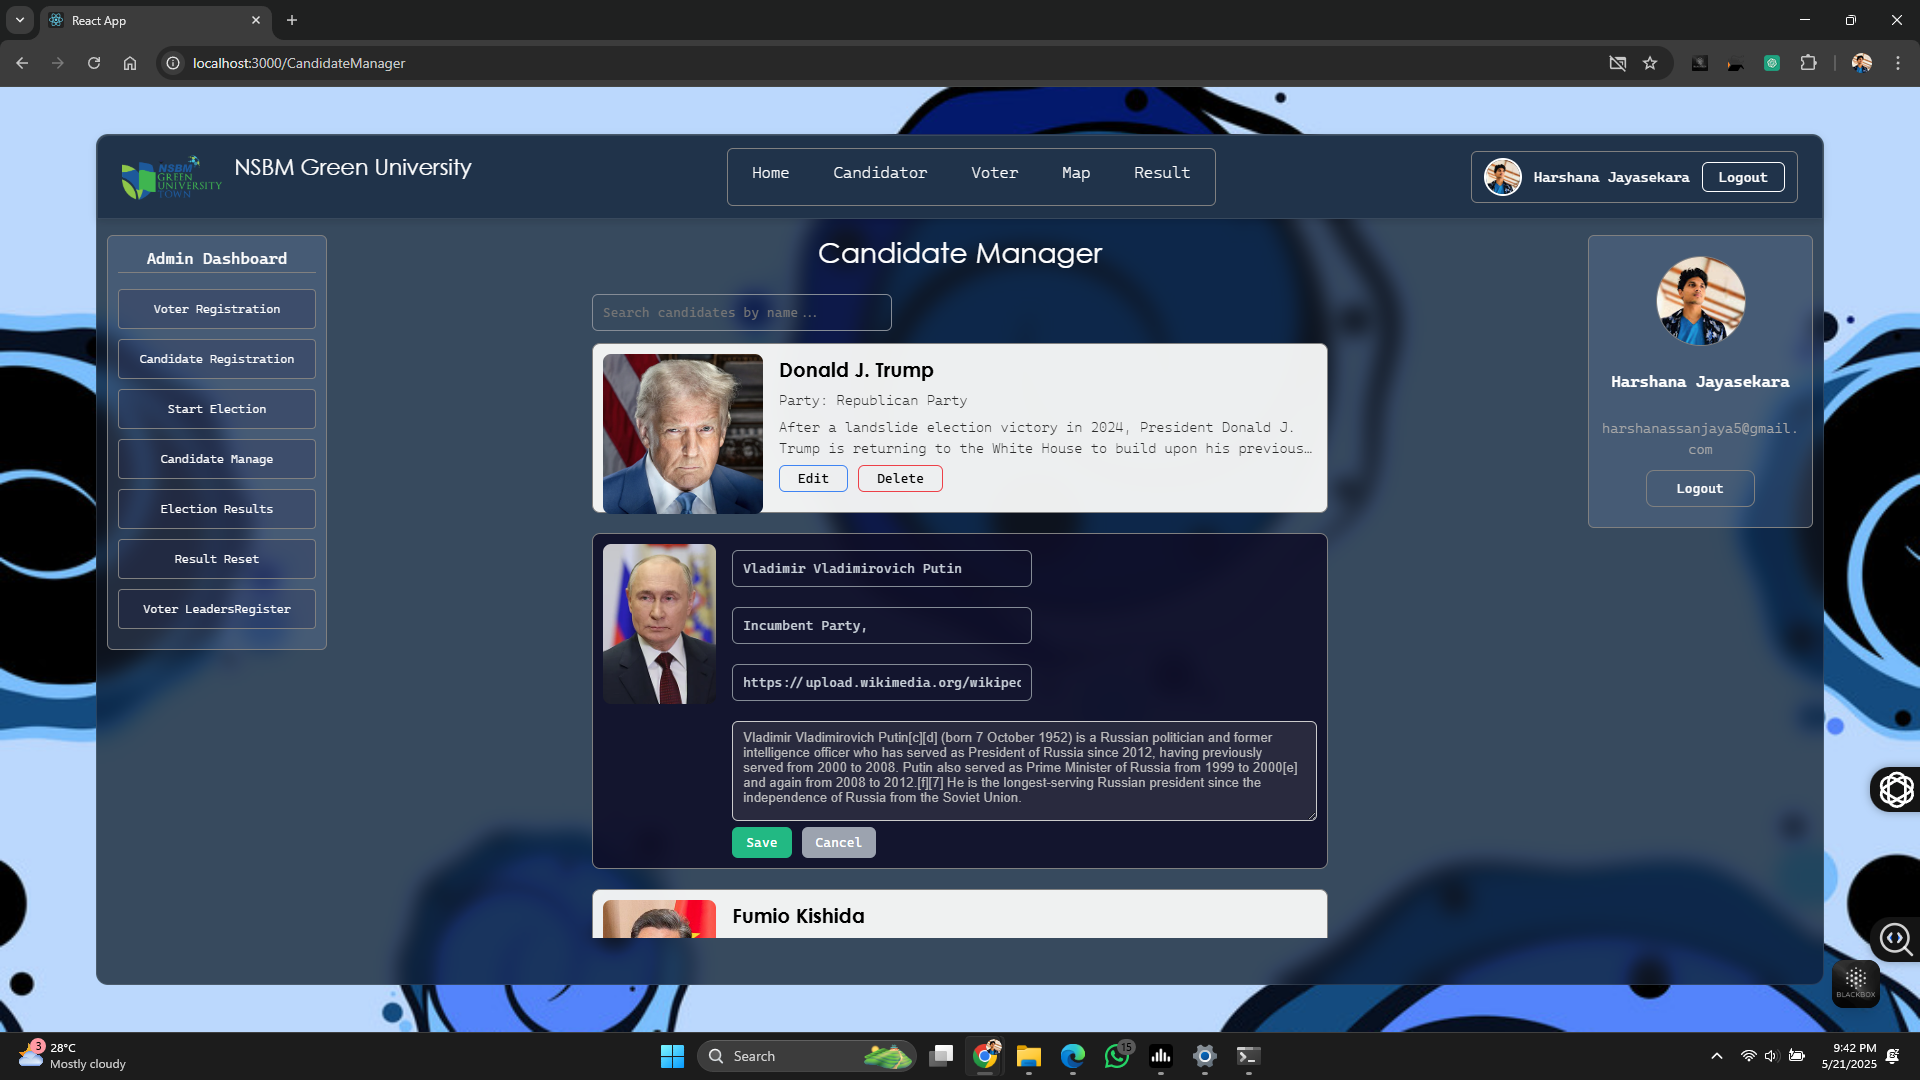 React App
localhost:3000/CandidateManager
NSBM
GREEN
UNIVERSITY
TOWN
NSBM Green University
Home
Candidator
Voter
Map
Result
Harshana Jayasekara
Logout
Admin Dashboard
Voter Registration
Candidate Registration
Start Election
Candidate Manage
Election Results
Result Reset
Voter LeadersRegister
Candidate Manager
Search candidates by name...
Donald J. Trump
Party: Republican Party
After a landslide election victory in 2024, President Donald J.
Trump is returning to the White House to build upon his previous…
Edit
Delete
Vladimir Vladimirovich Putin
Incumbent Party,
https://upload.wikimedia.org/wikiped
Vladimir Vladimirovich Putin[c][d] (born 7 October 1952) is a Russian politician and former
intelligence officer who has served as President of Russia since 2012, having previously
served from 2000 to 2008. Putin also served as Prime Minister of Russia from 1999 to 2000[e]
and again from 2008 to 2012.[f][7] He is the longest-serving Russian president since the
independence of Russia from the Soviet Union.
Save
Cancel
Fumio Kishida
Harshana Jayasekara
harshanassanjaya5@gmail.
com
Logout
BLACKBOX
3
28°C
Mostly cloudy
Search
15
9:42 PM
5/21/2025